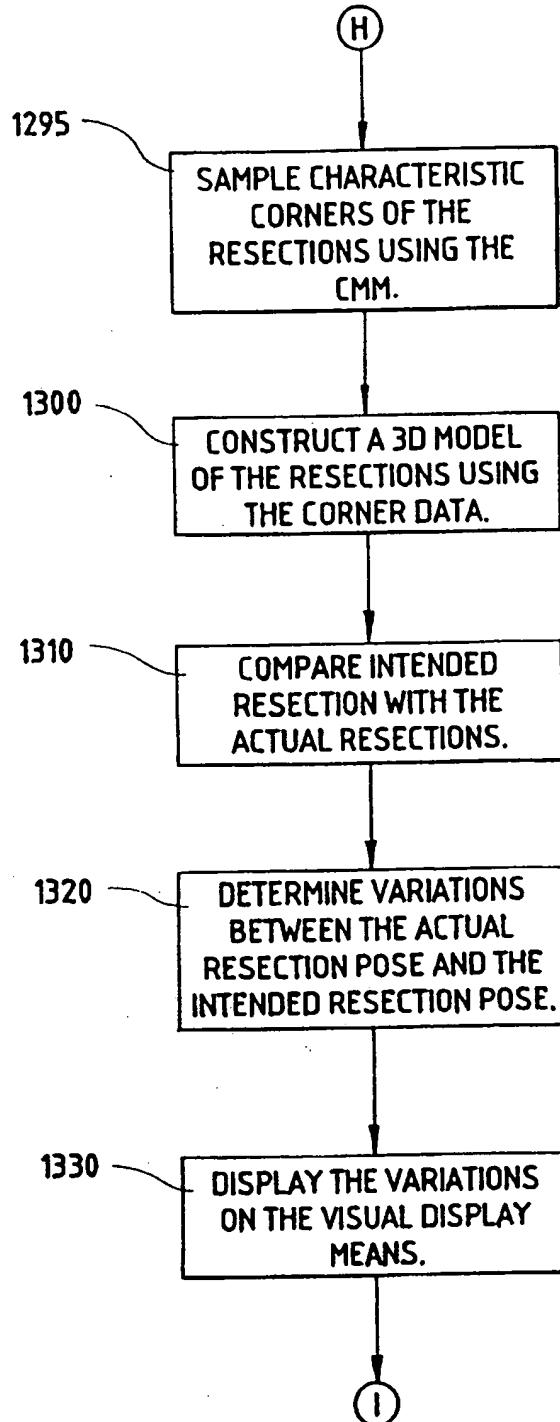 H
1295
SAMPLE CHARACTERISTIC
CORNERS OF THE
RESECTIONS USING THE
CMM.
1300
CONSTRUCT A 3D MODEL
OF THE RESECTIONS USING
THE CORNER DATA.
1310
COMPARE INTENDED
RESECTION WITH THE
ACTUAL RESECTIONS.
1320
DETERMINE VARIATIONS
BETWEEN THE ACTUAL
RESECTION POSE AND THE
INTENDED RESECTION POSE.
1330
DISPLAY THE VARIATIONS
ON THE VISUAL DISPLAY
MEANS.
I